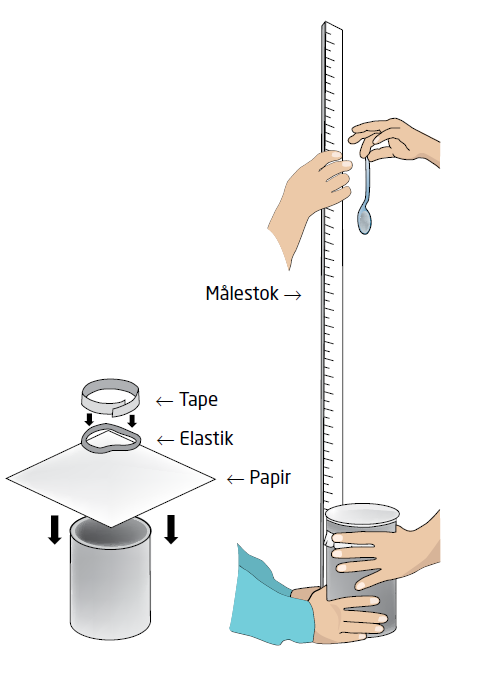 Målestok →
← Tape
← Elastik
← Papir